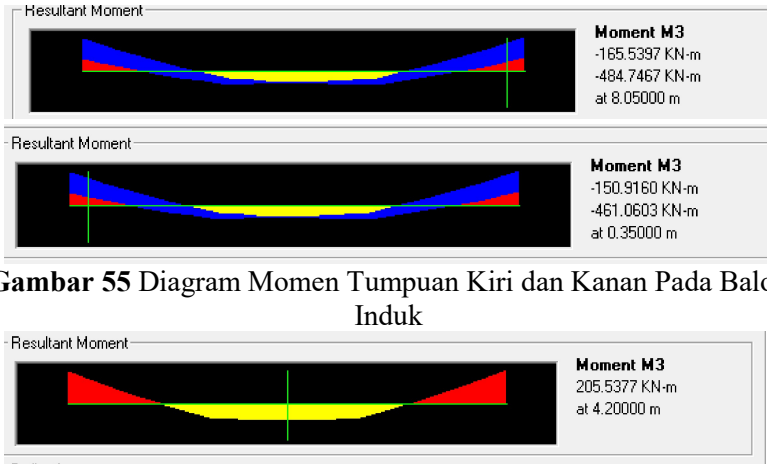 Resultant Moment
Moment M3
-165.5397 KN-m
-484.7467 KN-m
at 8.05000 m
Resultant Moment
Moment M3
-150.9160 KN-m
-461.0603 KN-m
at 0.35000 m
Gambar 55 Diagram Momen Tumpuan Kiri dan Kanan Pada Balo
Induk
Resultant Moment
Moment M3
205.5377 KN-m
at 4.20000 m